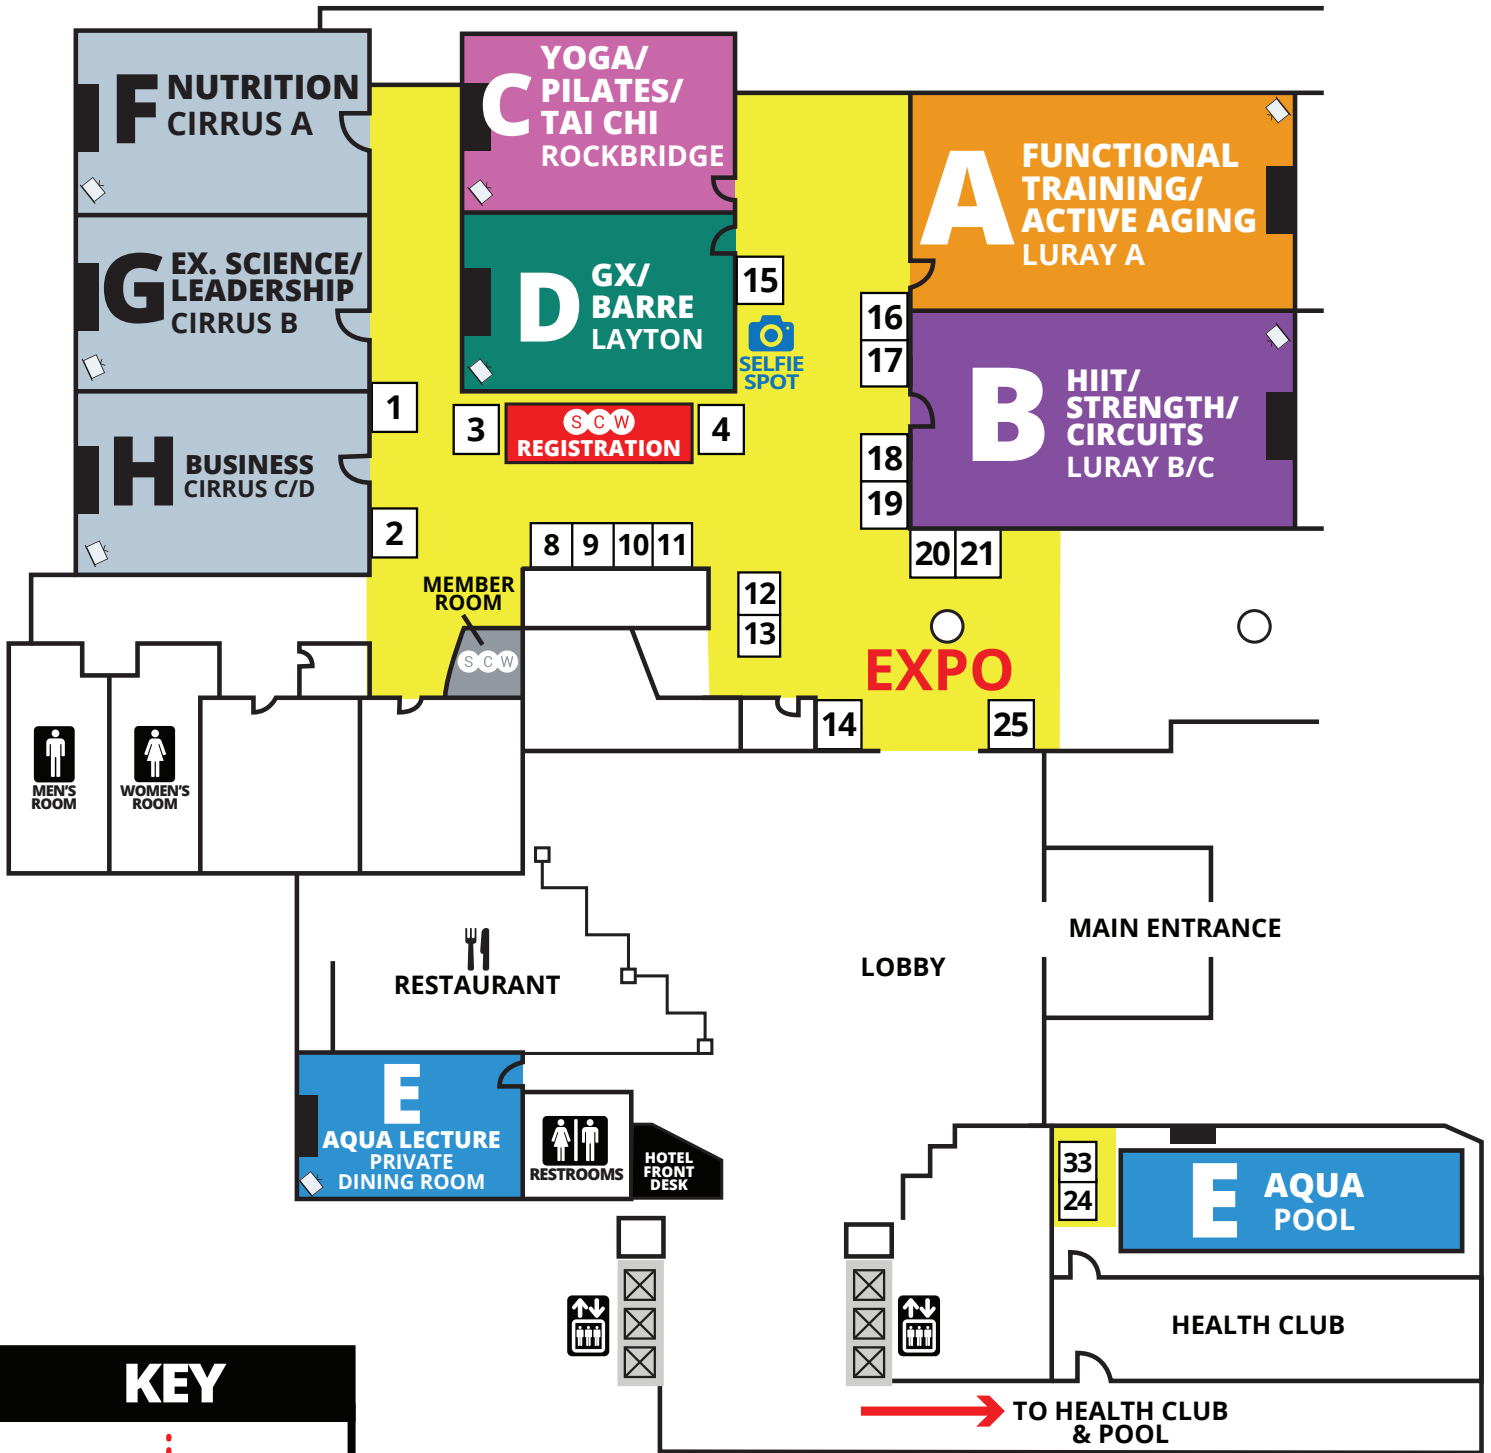 F
NUTRITION
CIRRUS A
C
YOGA/
PILATES/
TAI CHI
ROCKBRIDGE
A
FUNCTIONAL
TRAINING/
ACTIVE AGING
LURAY A
G
EX. SCIENCE/
LEADERSHIP
CIRRUS B
D
GX/
BARRE
LAYTON
15
SELFIE
SPOT
16
17
B
HIIT/
STRENGTH/
CIRCUITS
LURAY B/C
H
BUSINESS
CIRRUS C/D
1
2
3
SCW
REGISTRATION
4
18
19
20 21
8 9 10 11
12
13
MEMBER
ROOM
SCW
EXPO
14
25
MEN'S
ROOM
WOMEN'S
ROOM
RESTAURANT
LOBBY
MAIN ENTRANCE
E
AQUA LECTURE
PRIVATE
DINING ROOM
RESTROOMS
HOTEL
FRONT
DESK
33
24
E
AQUA
POOL
HEALTH CLUB
TO HEALTH CLUB
& POOL
KEY